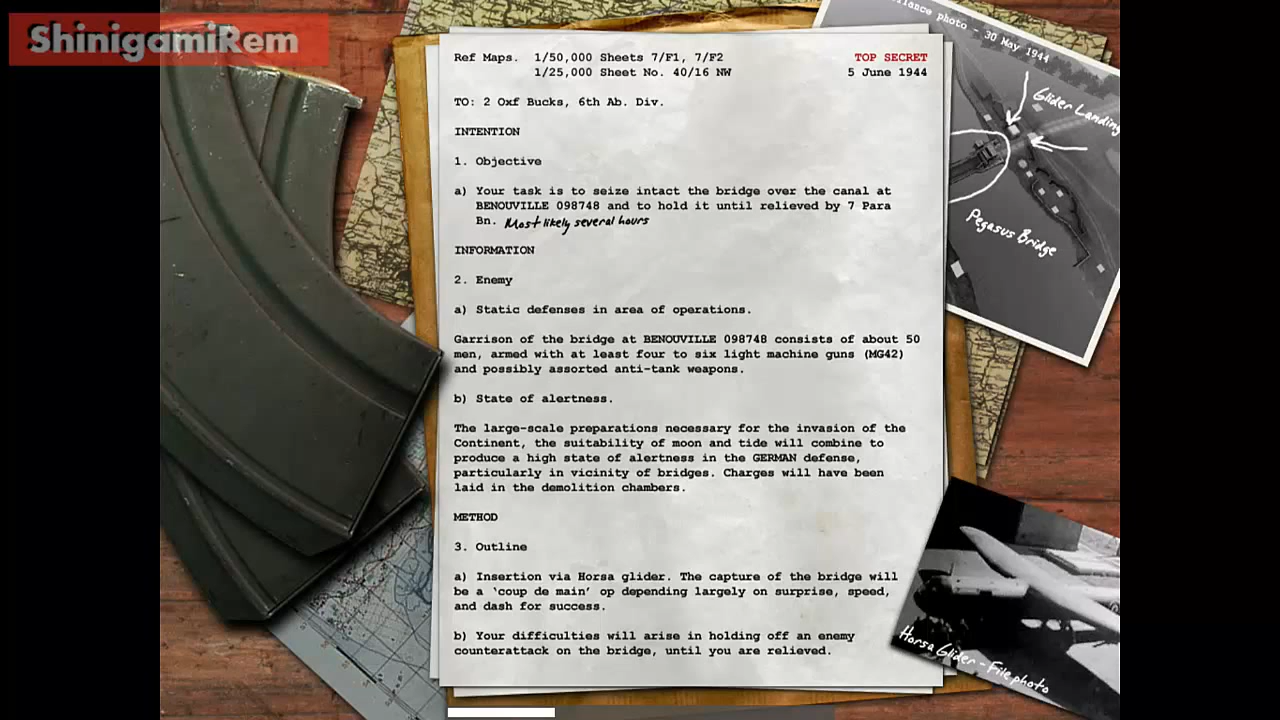 ShinigamiRem
Ref Maps. 1/50,000 Sheets 7/F1, 7/F2
TOP SECRET
1/25,000 Sheet No. 40/16 NW
5 June 1944
TO: 2 Oxf Bucks, 6th Ab. Div.
INTENTION
1. Objective
a) Your task is to seize intact the bridge over the canal at
BENOUVILLE 098748 and to hold it until relieved by 7 Para
Bn. Most likely several hours
INFORMATION
2. Enemy
a) Static defenses in area of operations.
Garrison of the bridge at BENOUVILLE 098748 consists of about 50
men, armed with at least four to six light machine guns (MG42)
and possibly assorted anti-tank weapons.
b) State of alertness.
The large-scale preparations necessary for the invasion of the
Continent, the suitability of moon and tide will combine to
produce a high state of alertness in the GERMAN defense,
particularly in vicinity of bridges. Charges will have been
laid in the demolition chambers.
METHOD
3. Outline
a) Insertion via Horsa glider. The capture of the bridge will
be a ‘coup de main’ op depending largely on surprise, speed,
and dash for success.
b) Your difficulties will arise in holding off an enemy
counterattack on the bridge, until you are relieved.
photo - 30 May 1944
Glider Landing
Pegasus Bridge
Horsa Glider - File photo